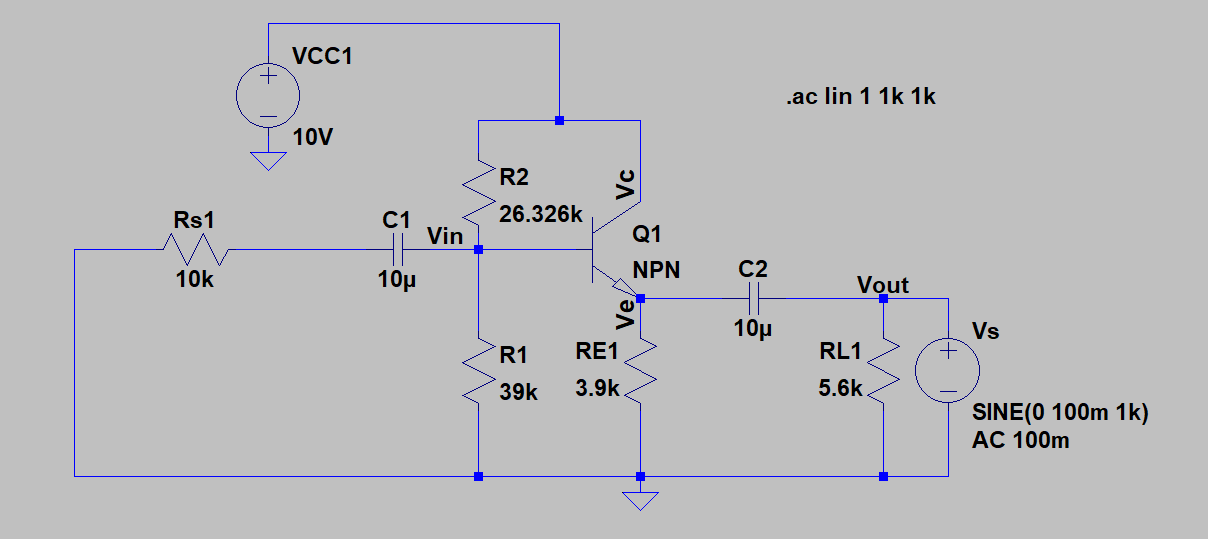 VCC1
10V
.ac lin 1 1k 1k
R2
26.326k
Vc
Rs1
10k
C1
10µ
Vin
Q1
NPN
Ve
C2
10µ
Vout
R1
39k
RE1
3.9k
RL1
5.6k
Vs
SINE(0 100m 1k)
AC 100m